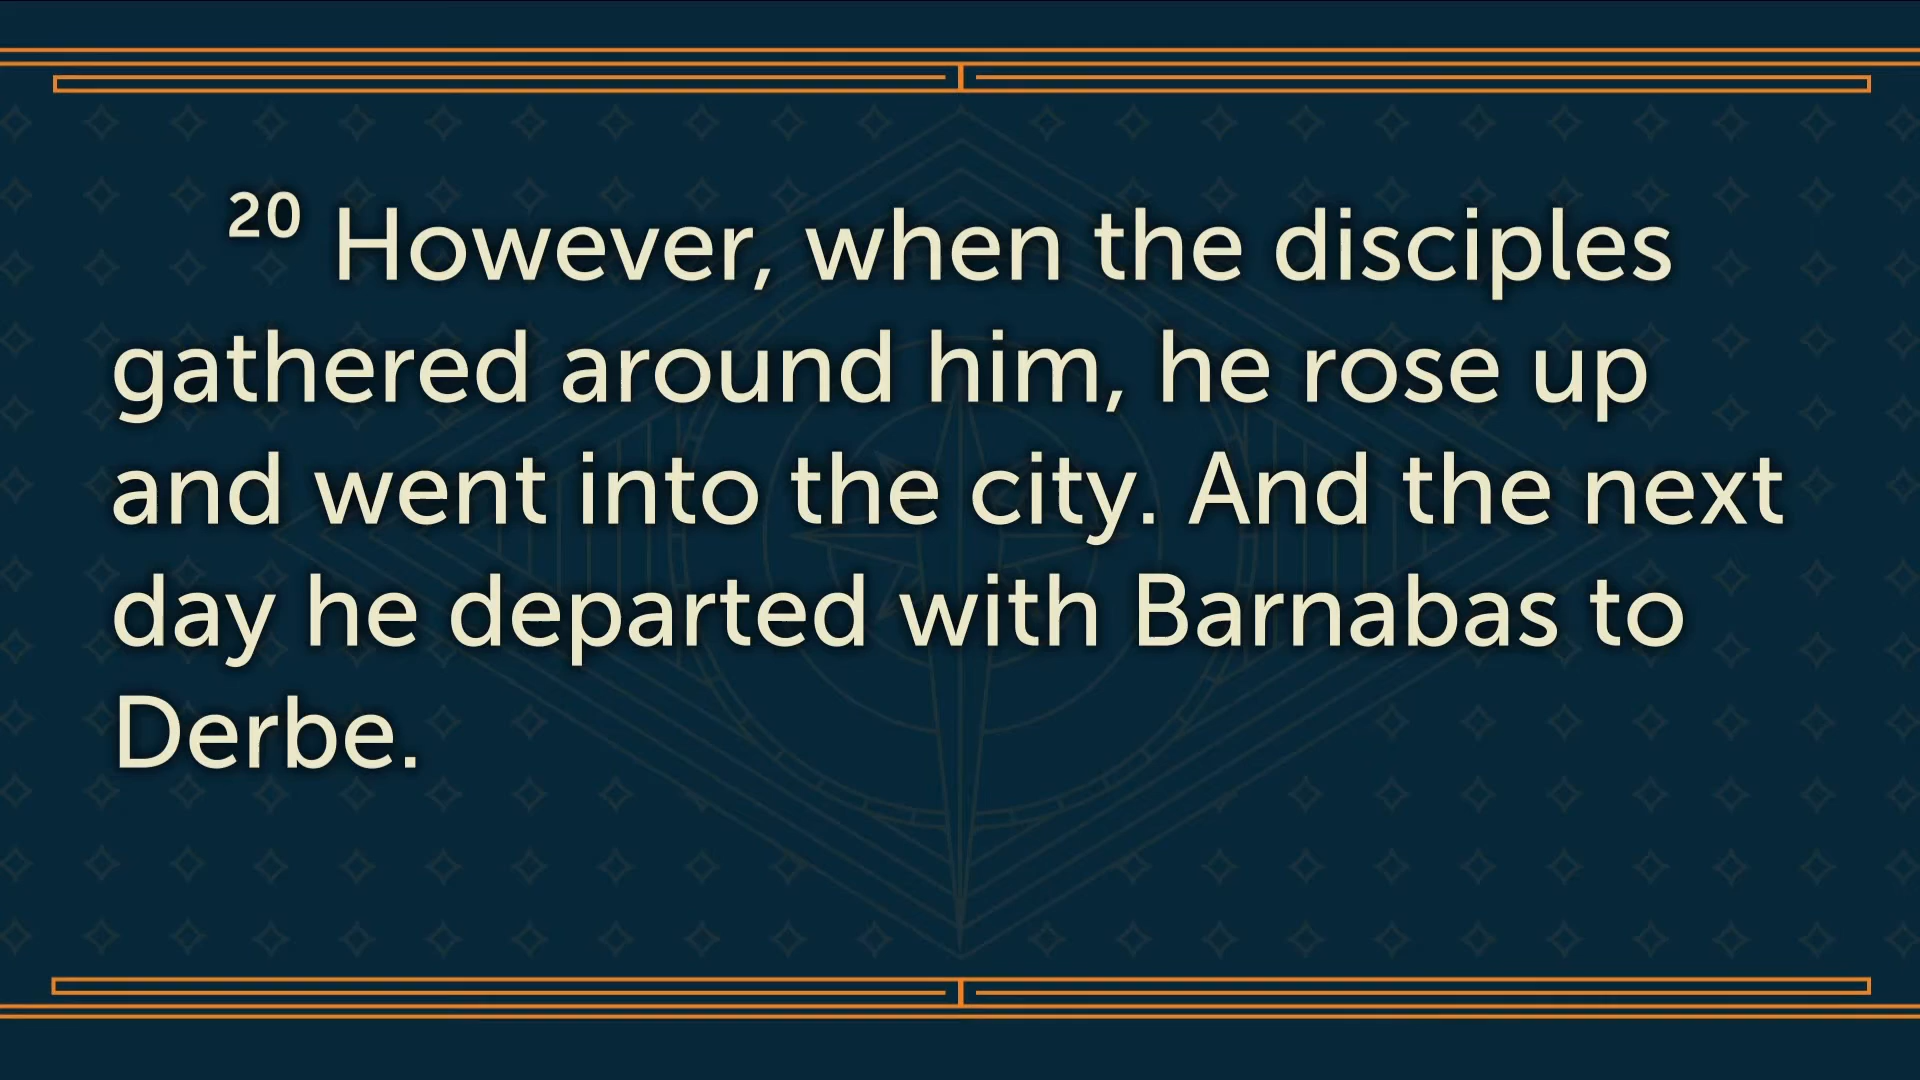 20 However, when the disciples
gathered around him, he rose up
and went into the city. And the next
day he departed with Barnabas to
Derbe.